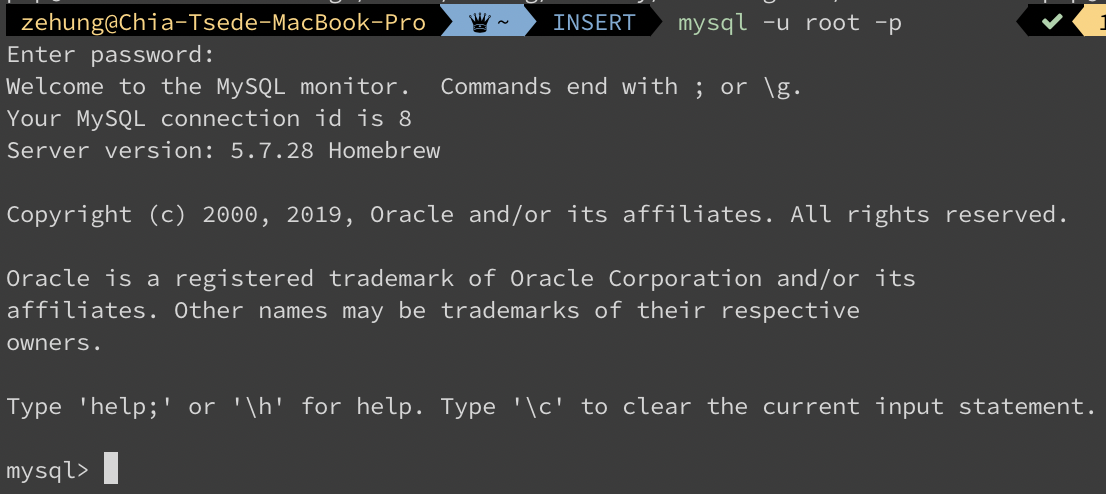 zehung@Chia-Tsede-MacBook-Pro ~ INSERT mysql -u root -p
Enter password:
Welcome to the MySQL monitor.  Commands end with ; or \g.
Your MySQL connection id is 8
Server version: 5.7.28 Homebrew
Copyright (c) 2000, 2019, Oracle and/or its affiliates. All rights reserved.
Oracle is a registered trademark of Oracle Corporation and/or its
affiliates. Other names may be trademarks of their respective
owners.
Type 'help;' or '\h' for help. Type '\c' to clear the current input statement.
mysql>